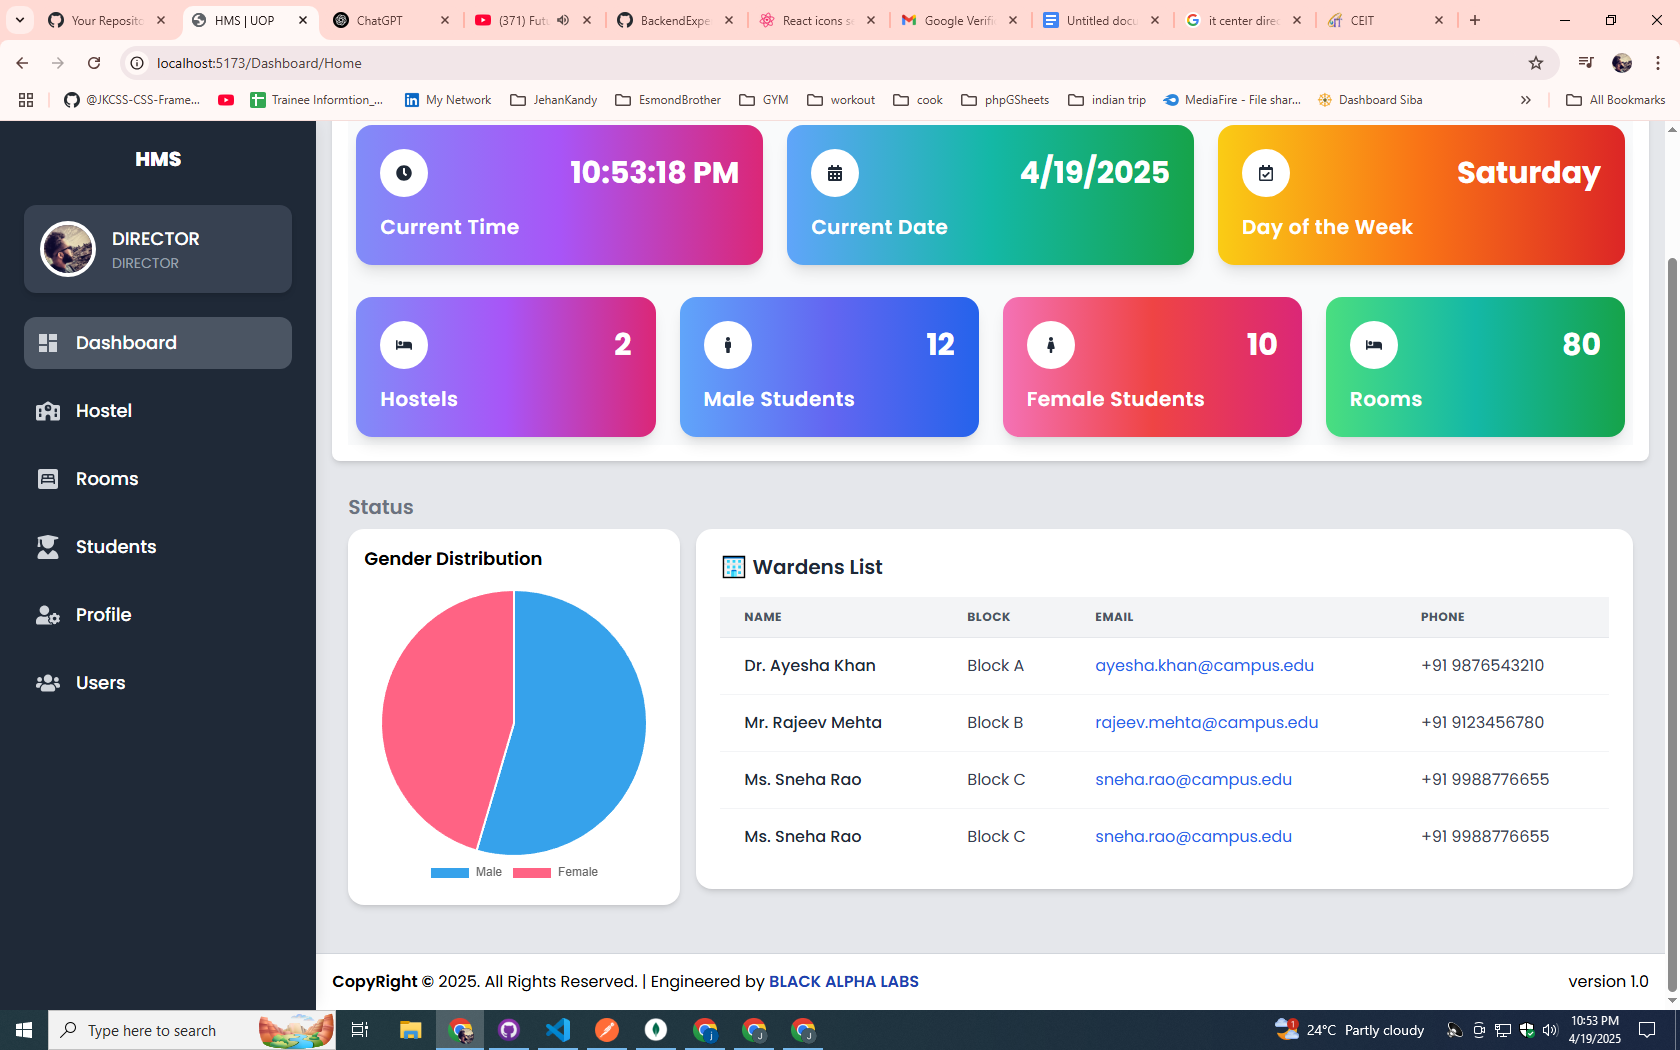 Your Reposito
HMS | UOP
ChatGPT
(371) Futu
BackendExpe
React icons se
Google Verific
Untitled docu
it center direc
CEIT
localhost:5173/Dashboard/Home
@JKCSS-CSS-Frame...
Trainee Informtion_...
My Network
JehanKandy
EsmondBrother
GYM
workout
cook
phpGSheets
indian trip
MediaFire - File shar...
Dashboard Siba
All Bookmarks
HMS
DIRECTOR
DIRECTOR
Dashboard
Hostel
Rooms
Students
Profile
Users
10:53:18 PM
Current Time
4/19/2025
Current Date
Saturday
Day of the Week
2
Hostels
12
Male Students
10
Female Students
80
Rooms
Status
Gender Distribution
Male Female
Wardens List
NAME BLOCK EMAIL PHONE
Dr. Ayesha Khan Block A ayesha.khan@campus.edu +91 9876543210
Mr. Rajeev Mehta Block B rajeev.mehta@campus.edu +91 9123456780
Ms. Sneha Rao Block C sneha.rao@campus.edu +91 9988776655
Ms. Sneha Rao Block C sneha.rao@campus.edu +91 9988776655
CopyRight © 2025. All Rights Reserved. | Engineered by BLACK ALPHA LABS
version 1.0
Type here to search
24°C Partly cloudy
10:53 PM
4/19/2025